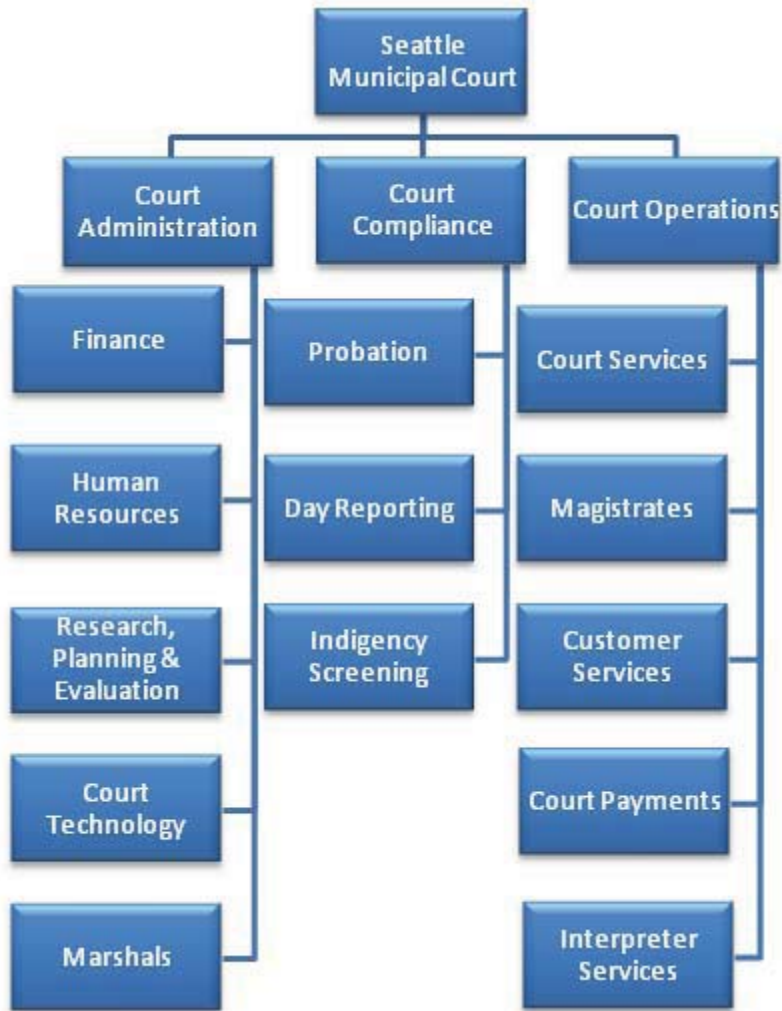 Seattle
Municipal Court
Court
Administration
Court
Compliance
Court Operations
Finance
Human
Resources
Research,
Planning &
Evaluation
Court
Technology
Marshals
Probation
Day Reporting
Indigency
Screening
Court Services
Magistrates
Customer
Services
Court Payments
Interpreter
Services